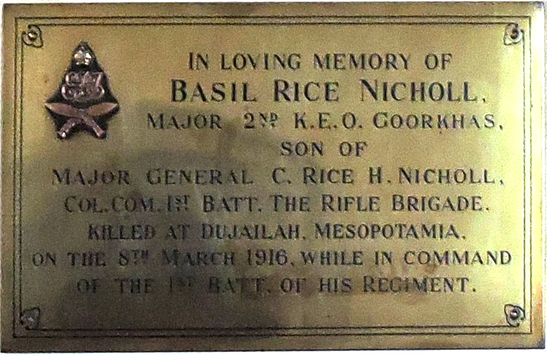 IN LOVING MEMORY OF
BASIL RICE NICHOLL,
MAJOR 2ND K.E.O. GOORKHAS,
SON OF
MAJOR GENERAL C. RICE H. NICHOLL,
COL. COM. 1ST BATT. THE RIFLE BRIGADE.
KILLED AT DUJAILAH, MESOPOTAMIA,
ON THE 8TH MARCH 1916, WHILE IN COMMAND
OF THE 1ST BATT. OF HIS REGIMENT.